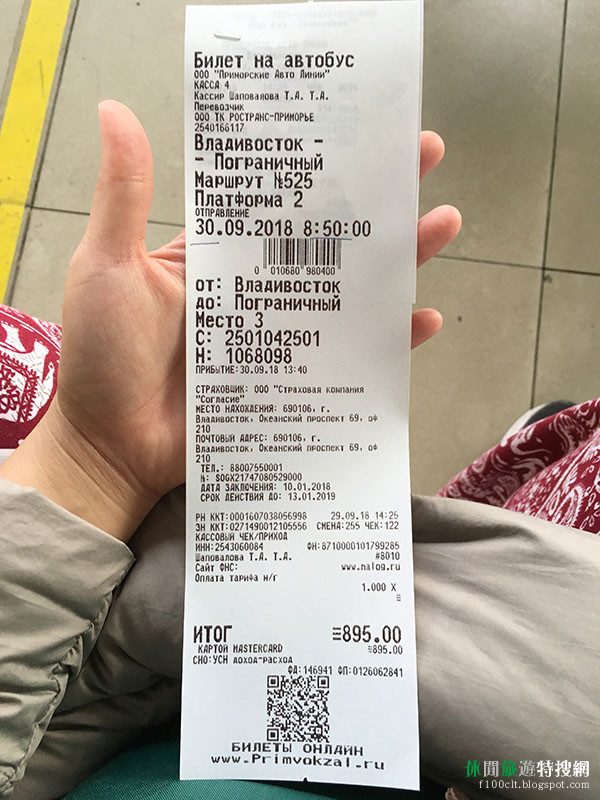 Билет на автобус
ООО "Приморские Авто Линии"
КАССА 4
Кассир Шаповалова Т.А. Т.А.
Перевозчик
ООО ТК РОСТРАНС-ПРИМОРЬЕ
2540166117
Владивосток -
- Пограничный
Маршрут №525
Платформа 2
ОТПРАВЛЕНИЕ
30.09.2018 8:50:00
0 010680 980400
от: Владивосток
до: Пограничный
Место 3
С: 2501042501
Н: 1068098
ПРИБЫТИЕ:30.09.18 13:40
СТРАХОВЩИК: ООО "Страховая компания
"Согласие"
МЕСТО НАХОЖДЕНИЯ: 690106, г.
Владивосток, Океанский проспект 69, оф
210
ПОЧТОВЫЙ АДРЕС: 690106, г.
Владивосток, Океанский проспект 69, оф
210
ТЕЛ.: 88007550001
№: SOGX21747080529000
ДАТА ЗАКЛЮЧЕНИЯ: 10.01.2018
СРОК ДЕЙСТВИЯ ДО: 13.01.2019
РН ККТ:0001607038056998 29.09.18 14:25
ЗН ККТ:0271490012105556 СМЕНА:255 ЧЕК:122
КАССОВЫЙ ЧЕК/ПРИХОД
ИНН:2543060084 ФН:8710000101799285
Шаповалова Т.А. Т.А. #8010
Сайт ФНС: www.nalog.ru
Оплата тарифа м/г
1.000 X
≡
ИТОГ ≡895.00
КАРТОЙ MASTERCARD ≡895.00
СНО:УСН доход-расход
ФД:146941 ФП:0126062841
БИЛЕТЫ ОНЛАЙН
www.Primvokzal.ru
休閒旅遊特搜網
f100clt.blogspot.com